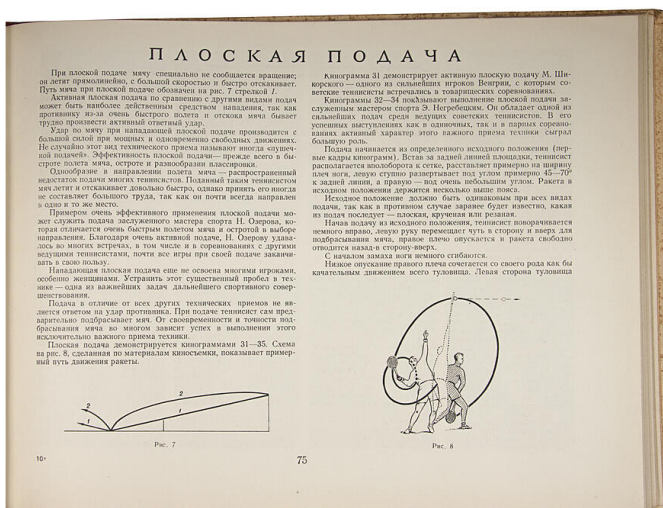 ПЛОСКАЯ ПОДАЧА
При плоской подаче мячу специально не сообщается вращение;
он летит прямолинейно, с большой скоростью и быстро отскакивает.
Путь мяча при плоской подаче обозначен на рис. 7 стрелкой 1.
Активная плоская подача по сравнению с другими видами подач
может быть наиболее действенным средством нападения, так как
противнику из-за очень быстрого полета и отскока мяча бывает
трудно произвести активный ответный удар.
Удар по мячу при нападающей плоской подаче производится с
большой силой при мощных и одновременно свободных движениях.
Не случайно этот вид технического приема называют иногда «пушеч-
ной подачей». Эффективность плоской подачи — прежде всего в бы-
строте полета мяча, остроте и разнообразии плассировки.
Однообразие в направлении полета мяча — распространенный
недостаток подачи многих теннисистов. Поданный таким теннисистом
мяч летит и отскакивает довольно быстро, однако принять его иногда
не составляет большого труда, так как он почти всегда направлен
в одно и то же место.
Примером очень эффективного применения плоской подачи мо-
жет служить подача заслуженного мастера спорта Н. Озерова, ко-
торая отличается очень быстрым полетом мяча и остротой в выборе
направления. Благодаря очень активной подаче, Н. Озерову удава-
лось во многих встречах, в том числе и в соревнованиях с другими
ведущими теннисистами, почти все игры при своей подаче заканчи-
вать в свою пользу.
Нападающая плоская подача еще не освоена многими игроками,
особенно женщинами. Устранить этот существенный пробел в тех-
нике — одна из важнейших задач дальнейшего спортивного совер-
шенствования.
Подача в отличие от всех других технических приемов не яв-
ляется ответом на удар противника. При подаче теннисист сам пред-
варительно подбрасывает мяч. От своевременности и точности под-
брасывания мяча во многом зависит успех в выполнении этого
исключительно важного приема техники.
Плоская подача демонстрируется кинограммами 31—35. Схема
на рис. 8, сделанная по материалам киносъемки, показывает пример-
ный путь движения ракеты.
2
2
1
1
Рис. 7
10*
75
Кинограмма 31 демонстрирует активную плоскую подачу М. Ши-
корского — одного из сильнейших игроков Венгрии, с которым со-
ветские теннисисты встречались в товарищеских соревнованиях.
Кинограммы 32—34 показывают выполнение плоской подачи за-
служенным мастером спорта Э. Негребецким. Он обладает одной из
сильнейших подач среди ведущих советских теннисистов. В его
успешных выступлениях как в одиночных, так и в парных соревно-
ваниях активный характер этого важного приема техники сыграл
большую роль.
Подача начинается из определенного исходного положения (пер-
вые кадры кинограмм). Встав за задней линией площадки, теннисист
располагается вполоборота к сетке, расставляет примерно на ширину
плеч ноги, левую ступню развертывая под углом примерно 45—70°
к задней линии, а правую — под очень небольшим углом. Ракета в
исходном положении держится несколько выше пояса.
Исходное положение должно быть одинаковым при всех видах
подачи, так как в противном случае заранее будет известно, какая
из подач последует — плоская, крученая или резаная.
Начав подачу из исходного положения, теннисист поворачивается
немного вправо, левую руку перемещает чуть в сторону и вверх для
подбрасывания мяча, правое плечо опускается и ракета свободно
отводится назад-в сторону-вверх.
С началом замаха ноги немного сгибаются.
Низкое опускание правого плеча сочетается со своего рода как бы
качательным движением всего туловища. Левая сторона туловища
Рис. 8